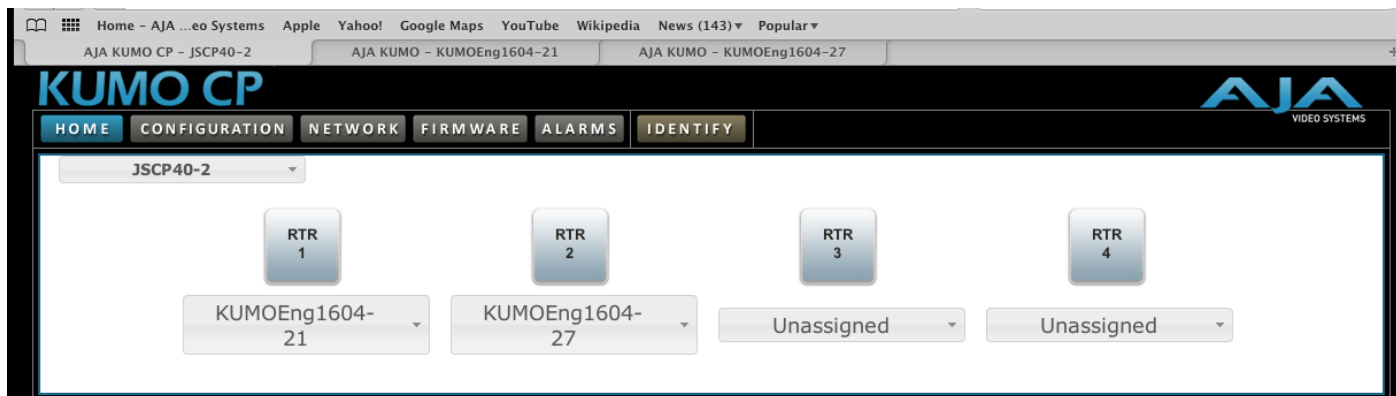 Home – AJA ...eo Systems Apple Yahoo! Google Maps YouTube Wikipedia News (143)▾ Popular▾
AJA KUMO CP – JSCP40–2 AJA KUMO – KUMOEng1604–21 AJA KUMO – KUMOEng1604–27
KUMO CP
AJA
VIDEO SYSTEMS
HOME CONFIGURATION NETWORK FIRMWARE ALARMS IDENTIFY
JSCP40-2
RTR RTR RTR RTR
1 2 3 4
KUMOEng1604- KUMOEng1604- Unassigned Unassigned
21 27